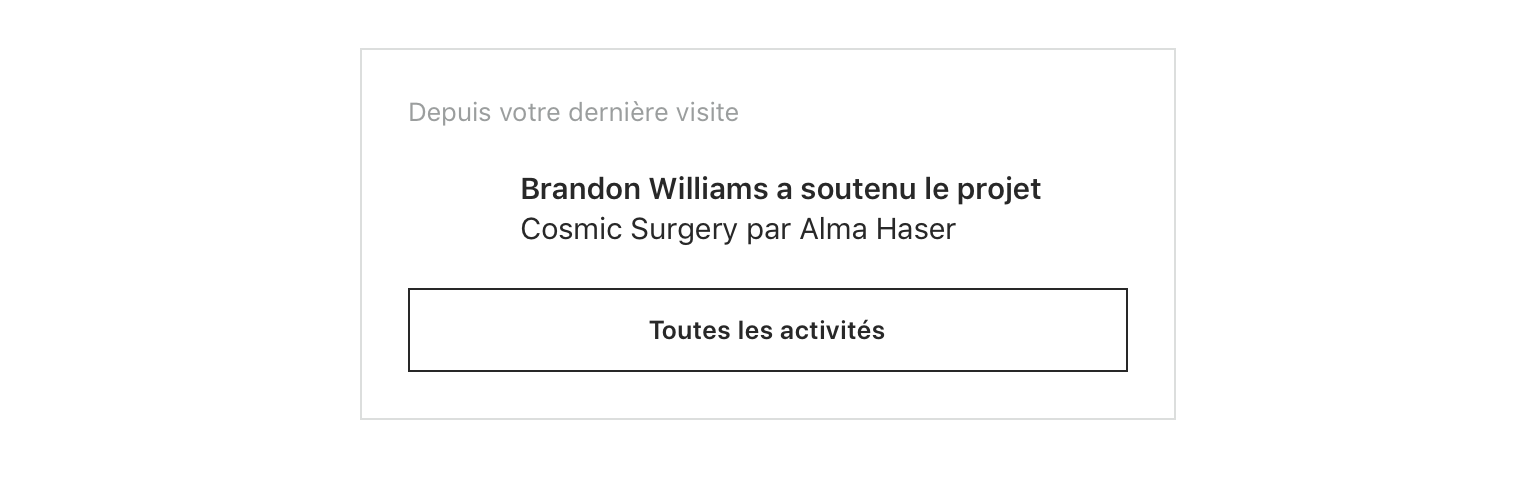 Depuis votre dernière visite
Brandon Williams a soutenu le projet
Cosmic Surgery par Alma Haser
Toutes les activités